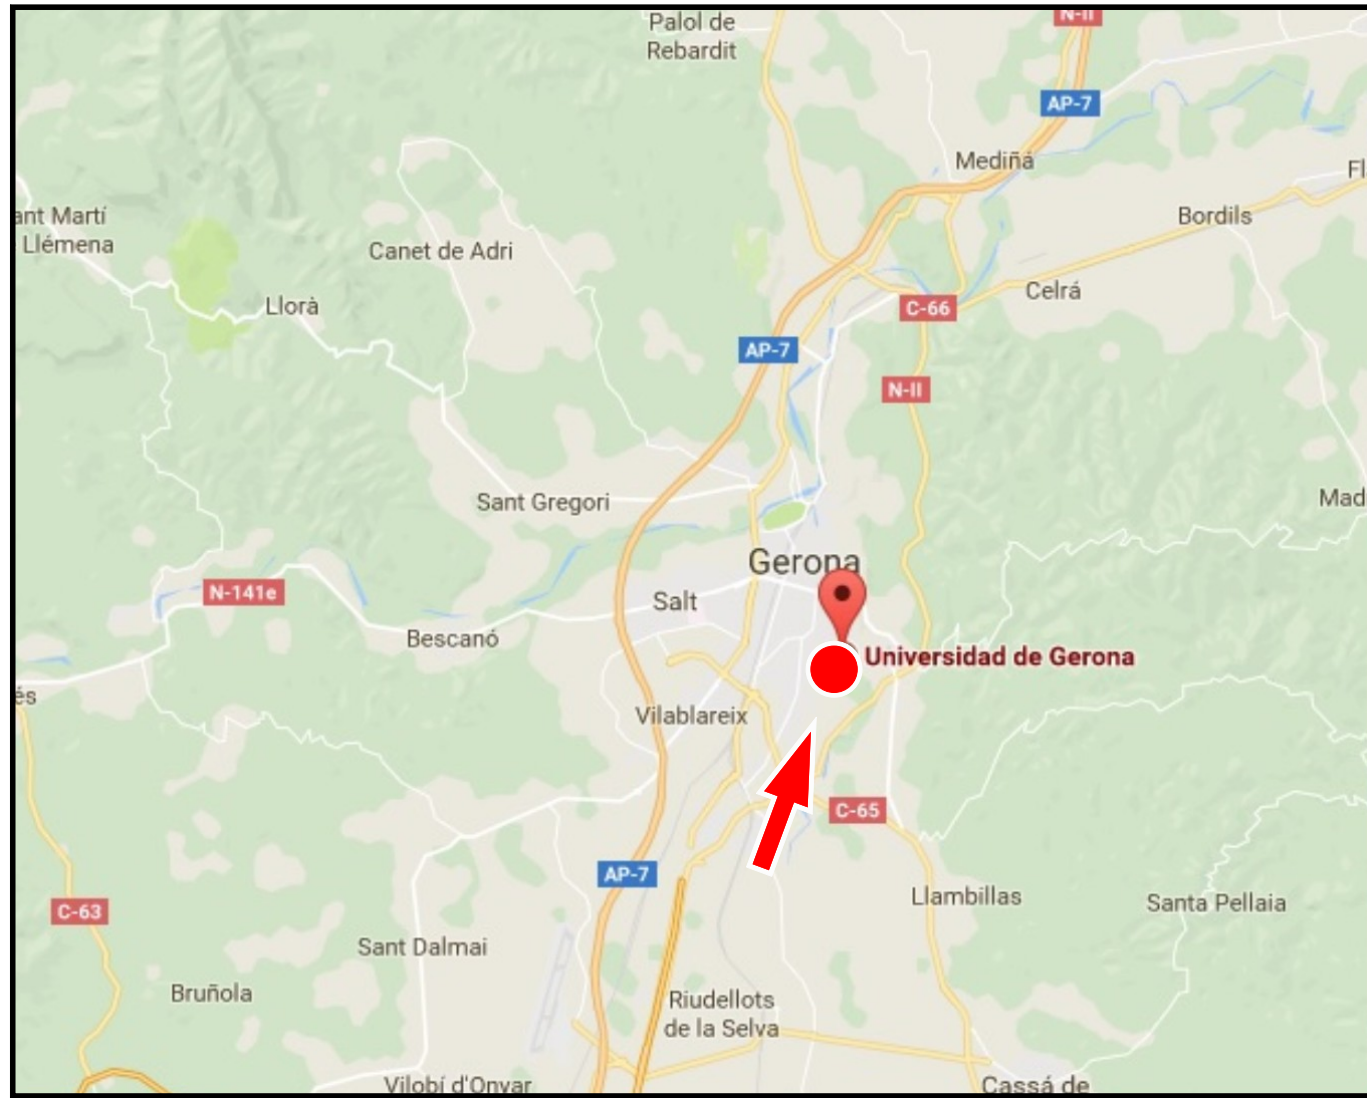 Palol de
Rebardit
N-II
AP-7
Mediñá
Bordils
ant Martí
Llémena
Canet de Adri
Llorà
Celrá
C-66
AP-7
N-II
Sant Gregori
Mad
Gerona
N-141e
Salt
Bescanó
Universidad de Gerona
és
Vilablareix
C-65
AP-7
Llambillas
Santa Pellaia
C-63
Sant Dalmai
Bruñola
Riudellots
de la Selva
Vilobí d'Onyar
Cassá de